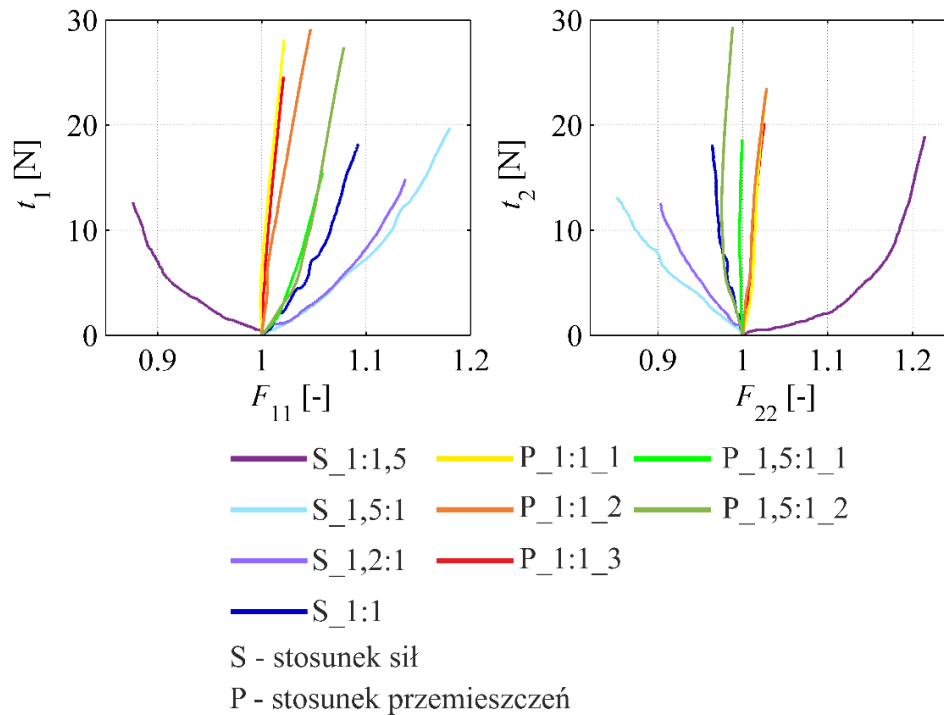 30 30
20 20
10 10
0 0
t1 [N] t2 [N]
0.9 1 1.1 1.2 0.9 1 1.1 1.2
F11 [-] F22 [-]
S_1:1,5 P_1:1_1 P_1,5:1_1
S_1,5:1 P_1:1_2 P_1,5:1_2
S_1,2:1 P_1:1_3
S_1:1
S - stosunek sił
P - stosunek przemieszczeń